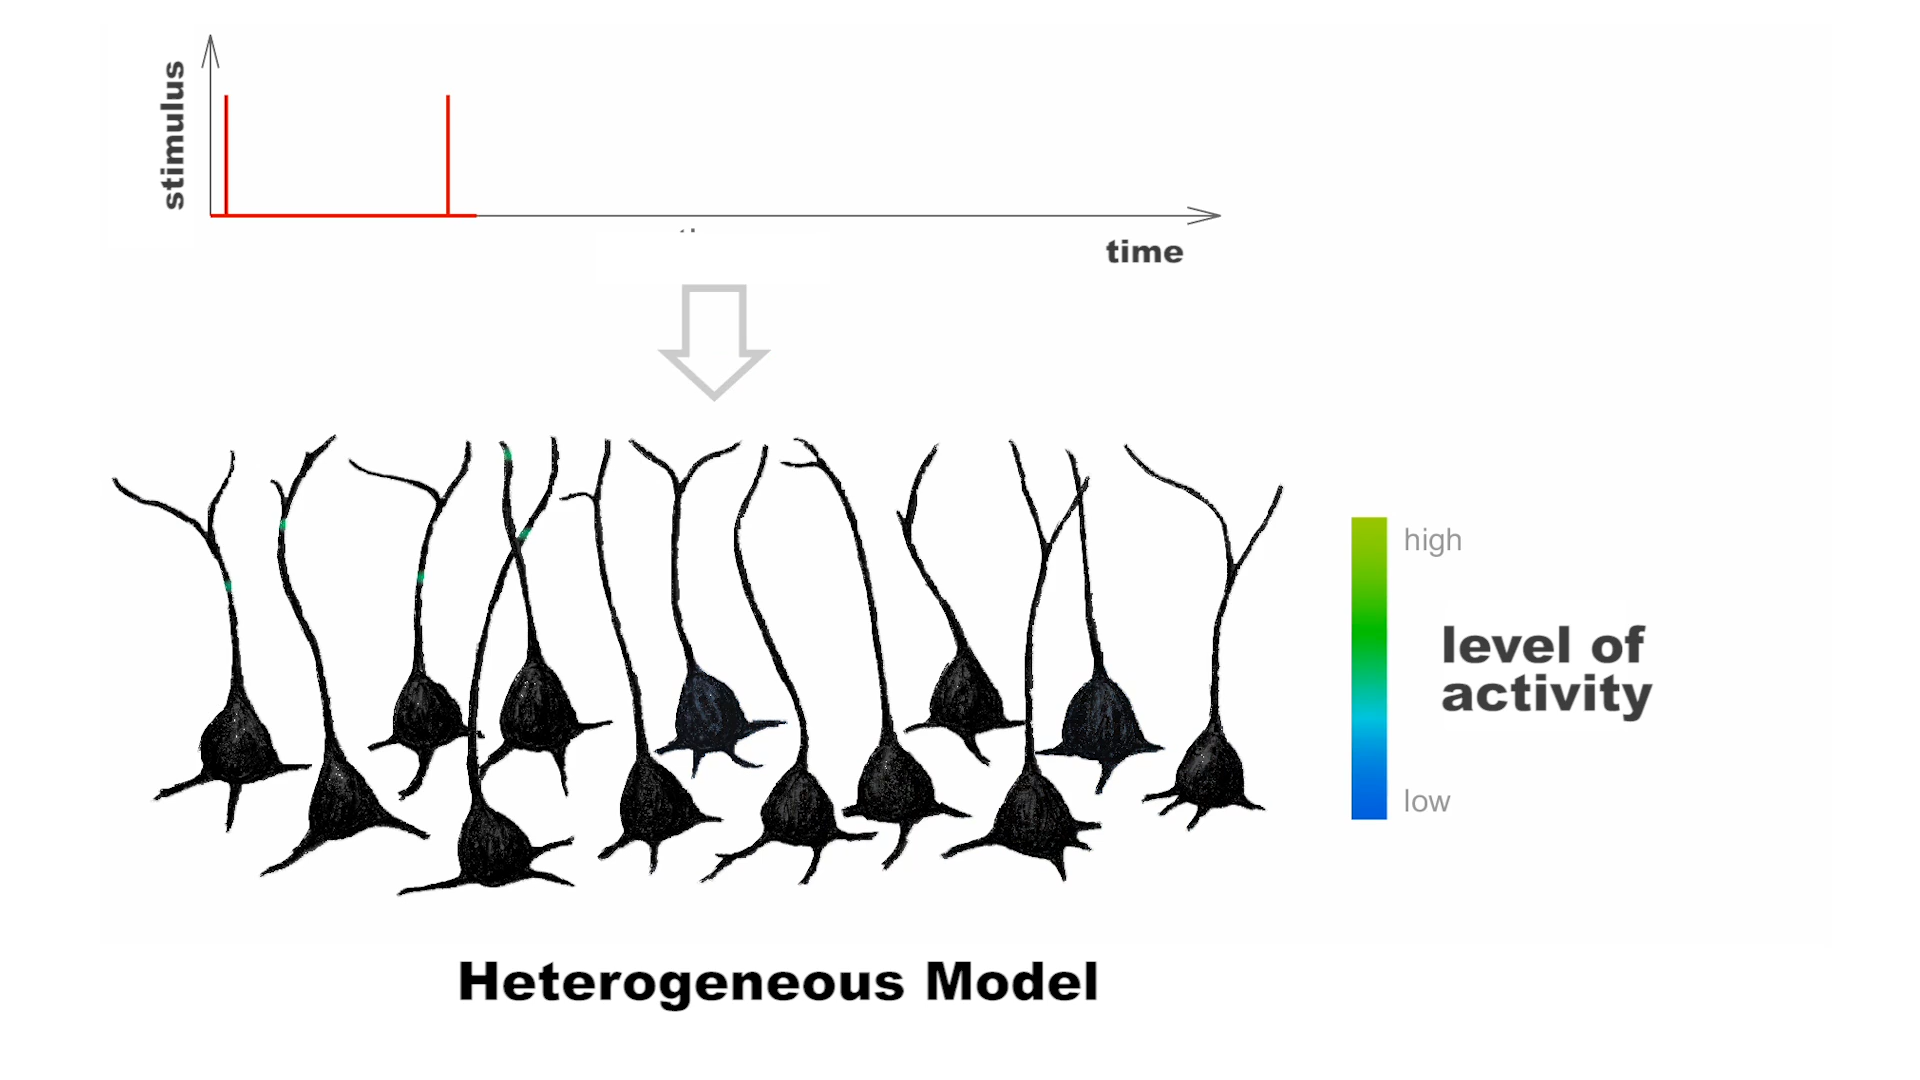 stimulus
time
high
level of
activity
low
Heterogeneous Model